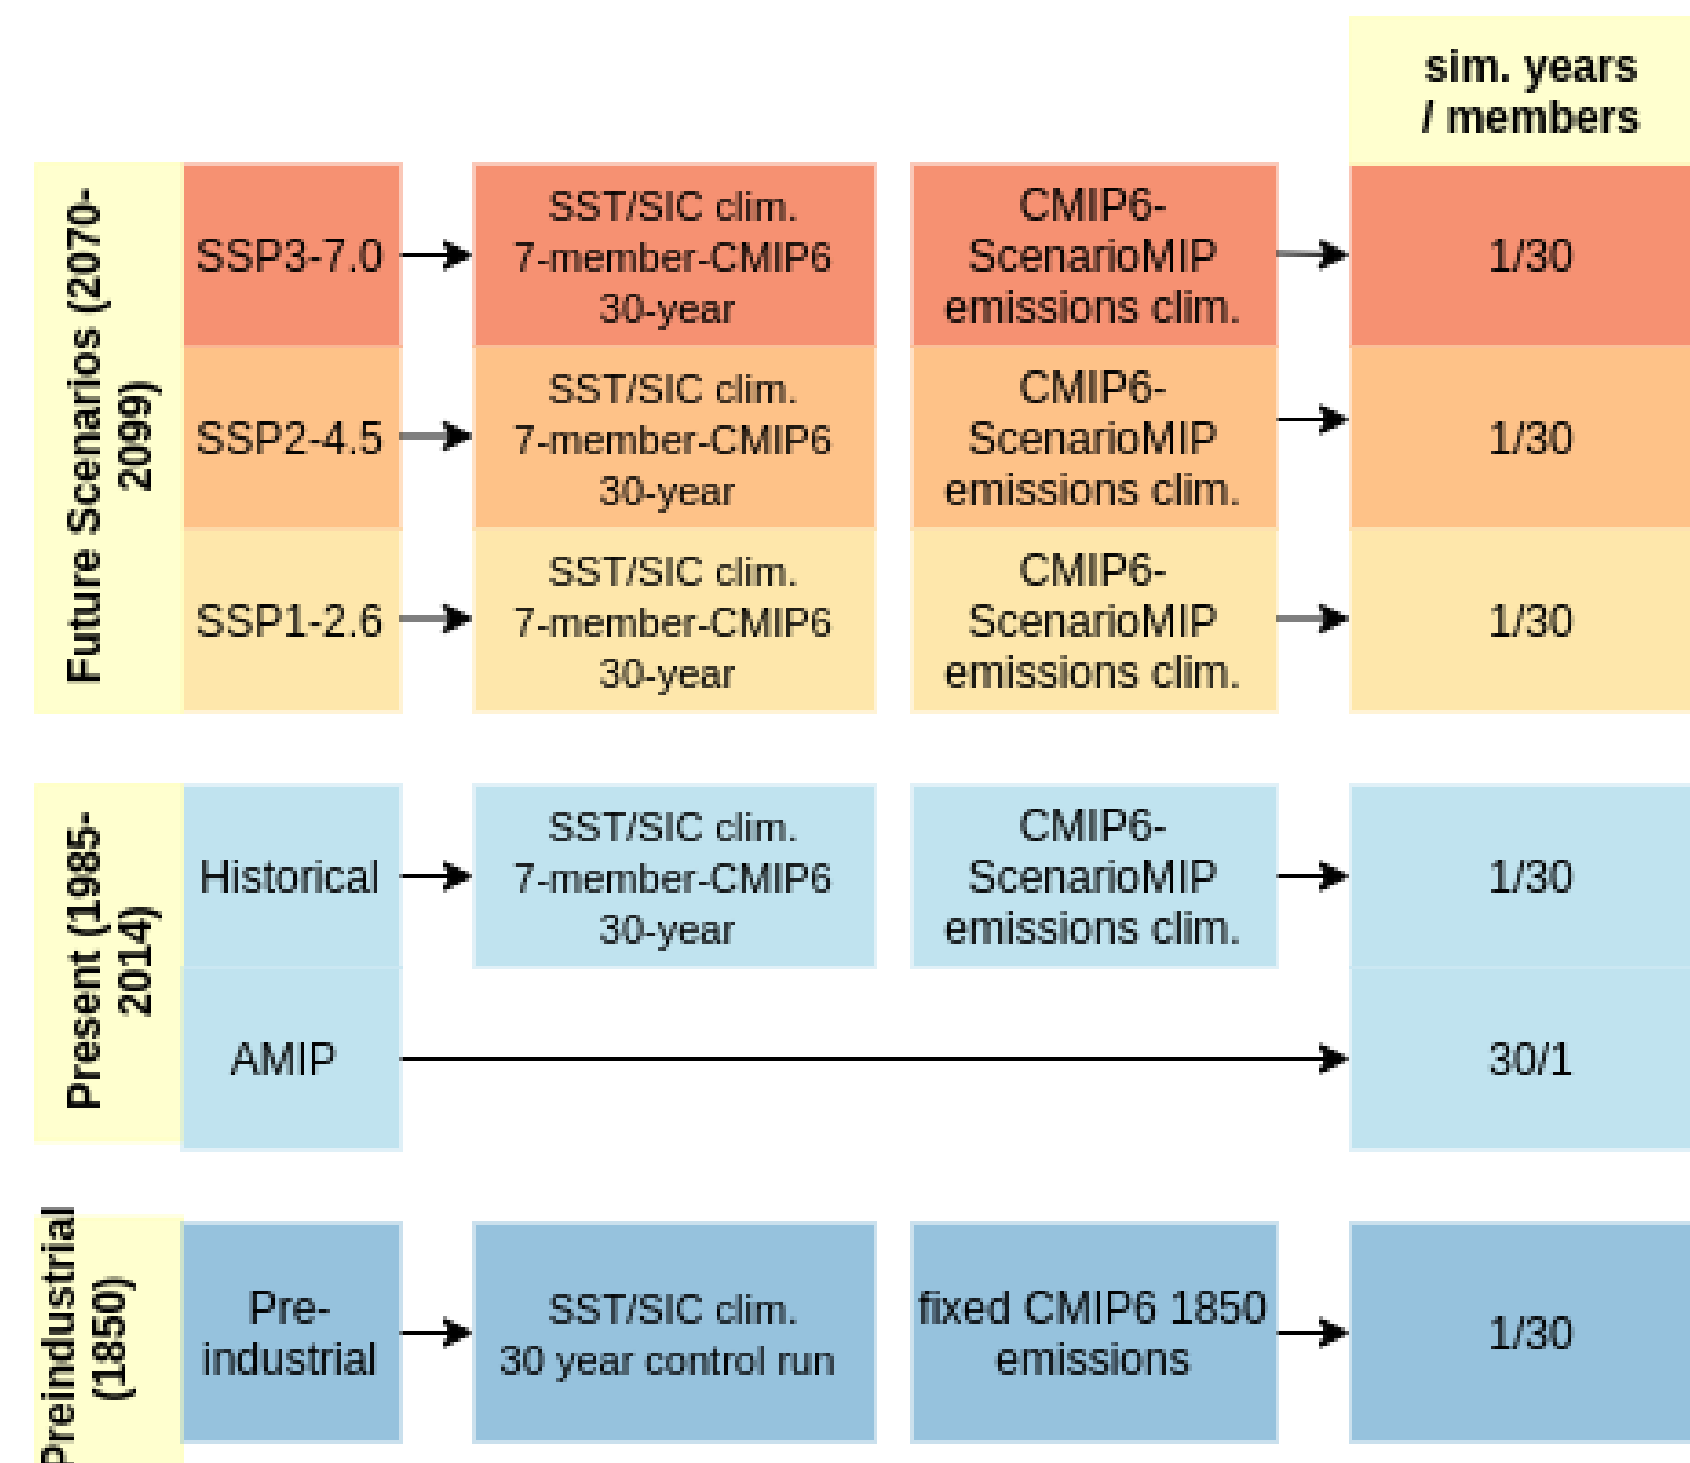 sim. years
/ members
Future Scenarios (2070-
2099)
SSP3-7.0
SST/SIC clim.
7-member-CMIP6
30-year
CMIP6-
ScenarioMIP
emissions clim.
1/30
SSP2-4.5
SST/SIC clim.
7-member-CMIP6
30-year
CMIP6-
ScenarioMIP
emissions clim.
1/30
SSP1-2.6
SST/SIC clim.
7-member-CMIP6
30-year
CMIP6-
ScenarioMIP
emissions clim.
1/30
Present (1985-
2014)
Historical
SST/SIC clim.
7-member-CMIP6
30-year
CMIP6-
ScenarioMIP
emissions clim.
1/30
AMIP
30/1
Preindustrial
(1850)
Pre-
industrial
SST/SIC clim.
30 year control run
fixed CMIP6 1850
emissions
1/30